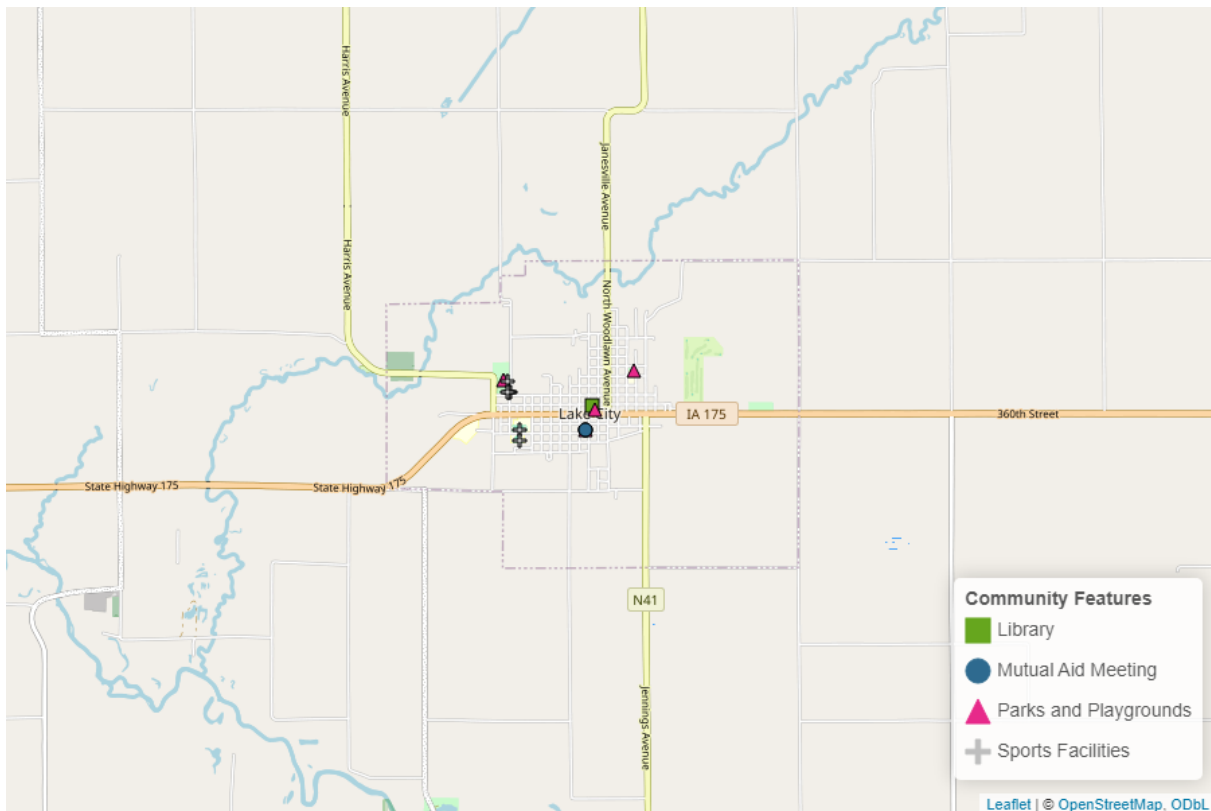 Harris Avenue
Janesville Avenue
Harris Avenue
North Woodlawn Avenue
Lake City
IA 175
360th Street
State Highway 175
State Highway 175
N41
Jennings Avenue
Community Features
Library
Mutual Aid Meeting
Parks and Playgrounds
Sports Facilities
Leaflet | © OpenStreetMap, ODbL